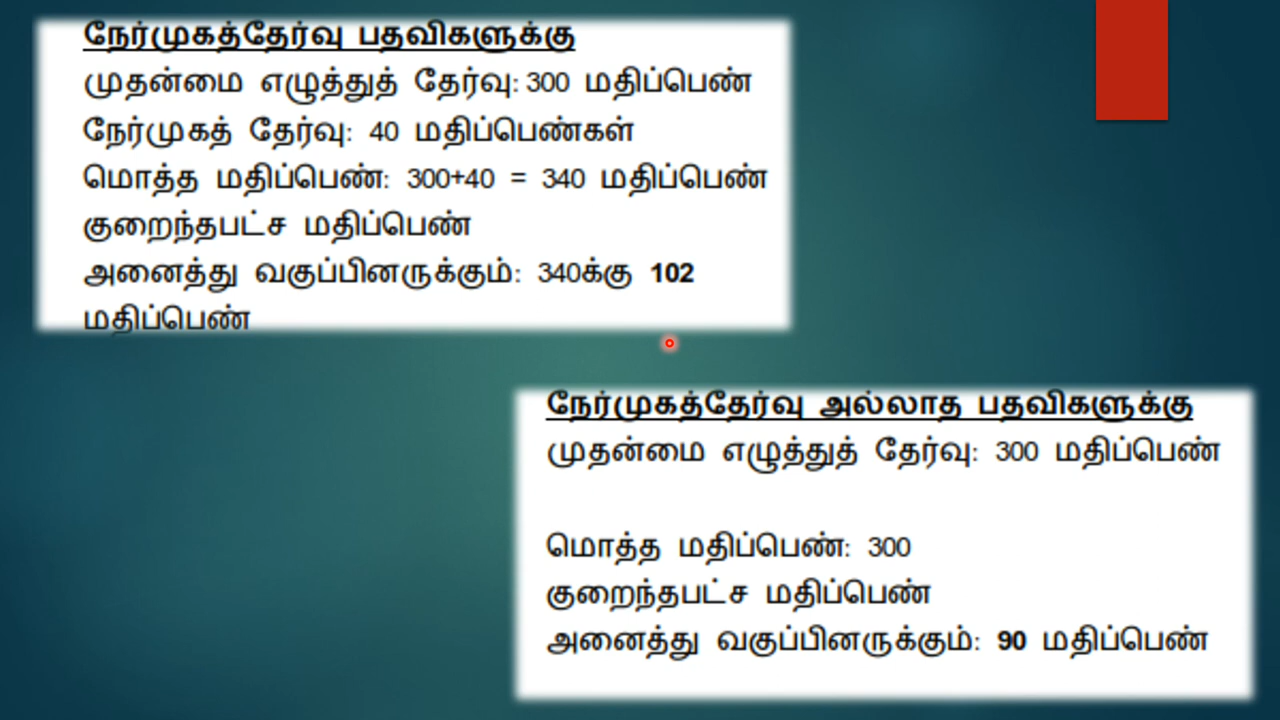 நேர்முகத்தேர்வு பதவிகளுக்கு
முதன்மை எழுத்துத் தேர்வு: 300 மதிப்பெண்
நேர்முகத் தேர்வு: 40 மதிப்பெண்கள்
மொத்த மதிப்பெண்: 300+40 = 340 மதிப்பெண்
குறைந்தபட்ச மதிப்பெண்
அனைத்து வகுப்பினருக்கும்: 340க்கு 102
மதிப்பெண்
நேர்முகத்தேர்வு அல்லாத பதவிகளுக்கு
முதன்மை எழுத்துத் தேர்வு: 300 மதிப்பெண்
மொத்த மதிப்பெண்: 300
குறைந்தபட்ச மதிப்பெண்
அனைத்து வகுப்பினருக்கும்: 90 மதிப்பெண்